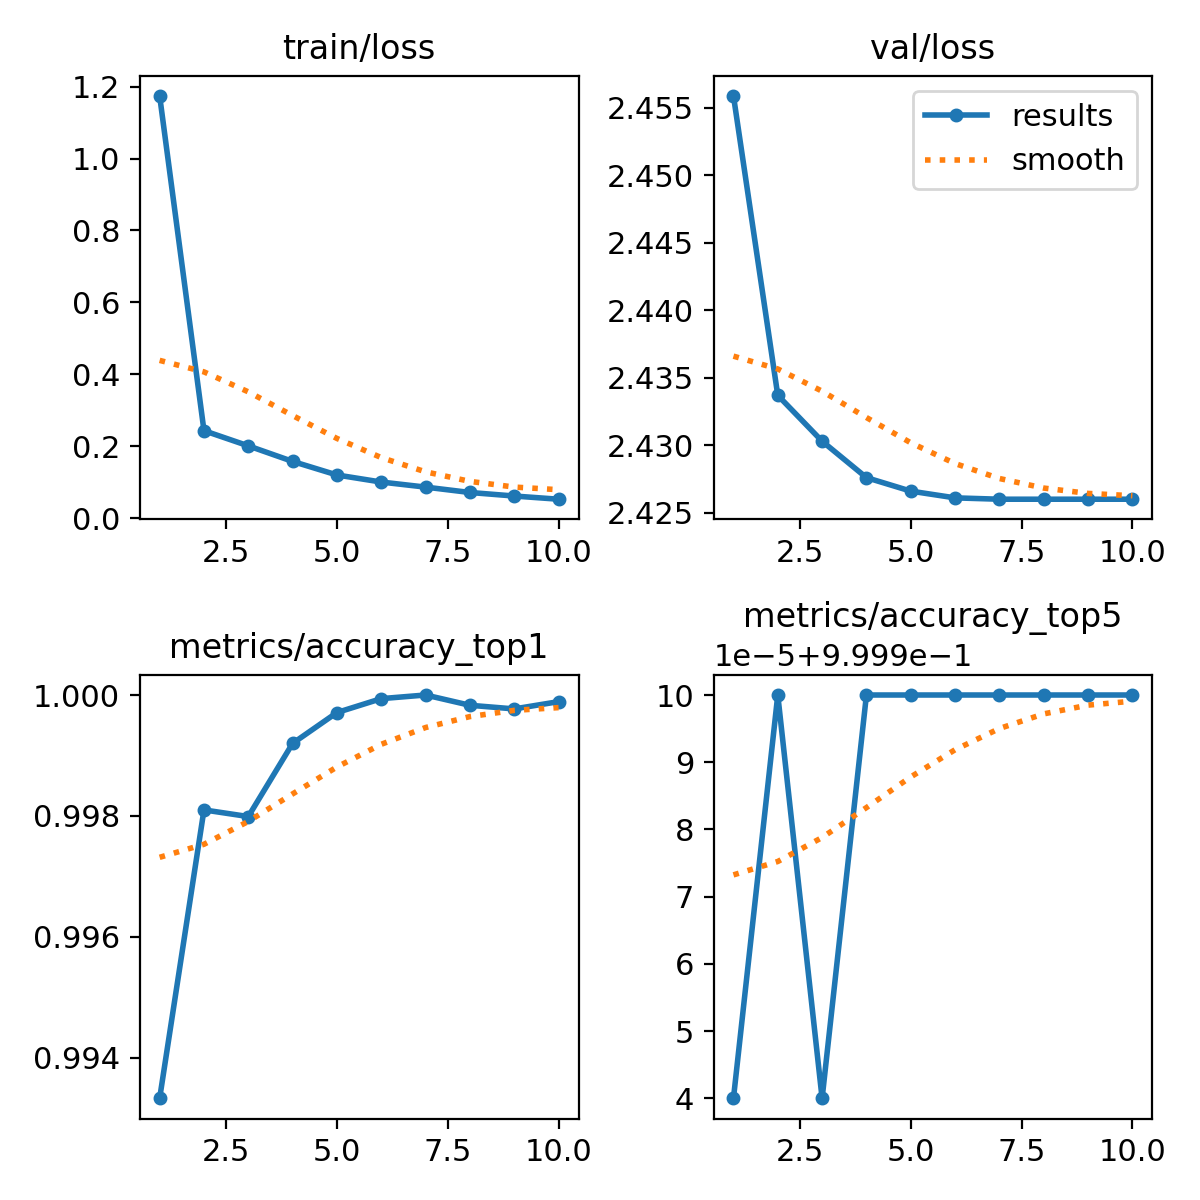 train/loss
1.2
1.0
0.8
0.6
0.4
0.2
0.0
2.5 5.0 7.5 10.0
val/loss
results
smooth
2.455
2.450
2.445
2.440
2.435
2.430
2.425
2.5 5.0 7.5 10.0
metrics/accuracy_top1
1.000
0.998
0.996
0.994
2.5 5.0 7.5 10.0
metrics/accuracy_top5
1e−5+9.999e−1
10
9
8
7
6
5
4
2.5 5.0 7.5 10.0